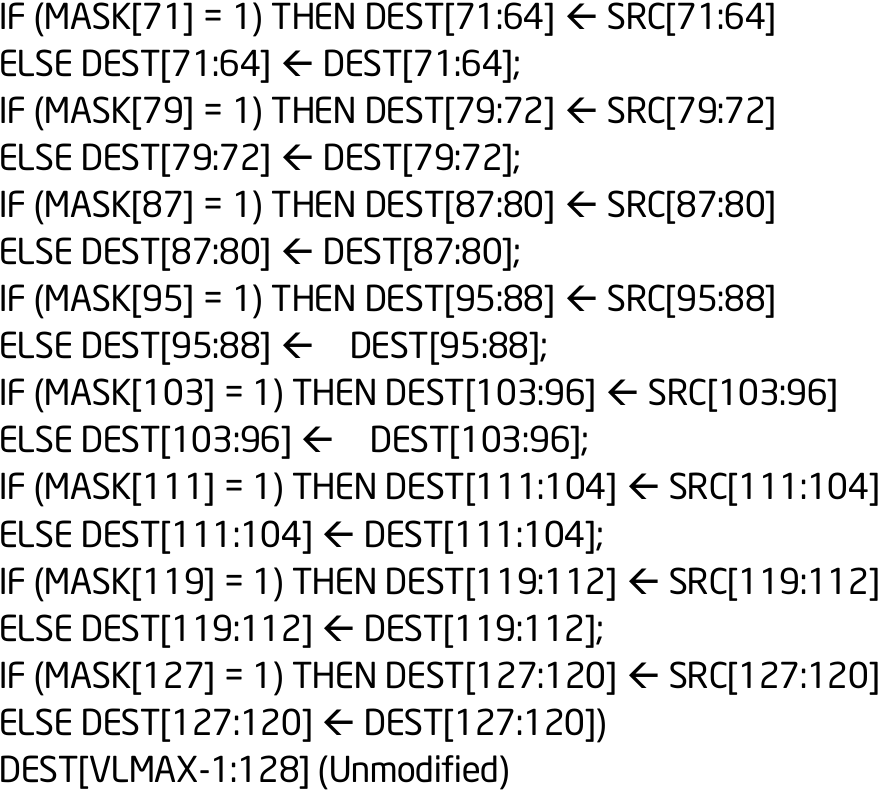 IF (MASK[71] = 1) THEN DEST[71:64] ← SRC[71:64]
ELSE DEST[71:64] ← DEST[71:64];
IF (MASK[79] = 1) THEN DEST[79:72] ← SRC[79:72]
ELSE DEST[79:72] ← DEST[79:72];
IF (MASK[87] = 1) THEN DEST[87:80] ← SRC[87:80]
ELSE DEST[87:80] ← DEST[87:80];
IF (MASK[95] = 1) THEN DEST[95:88] ← SRC[95:88]
ELSE DEST[95:88] ← DEST[95:88];
IF (MASK[103] = 1) THEN DEST[103:96] ← SRC[103:96]
ELSE DEST[103:96] ← DEST[103:96];
IF (MASK[111] = 1) THEN DEST[111:104] ← SRC[111:104]
ELSE DEST[111:104] ← DEST[111:104];
IF (MASK[119] = 1) THEN DEST[119:112] ← SRC[119:112]
ELSE DEST[119:112] ← DEST[119:112];
IF (MASK[127] = 1) THEN DEST[127:120] ← SRC[127:120]
ELSE DEST[127:120] ← DEST[127:120])
DEST[VLMAX-1:128] (Unmodified)